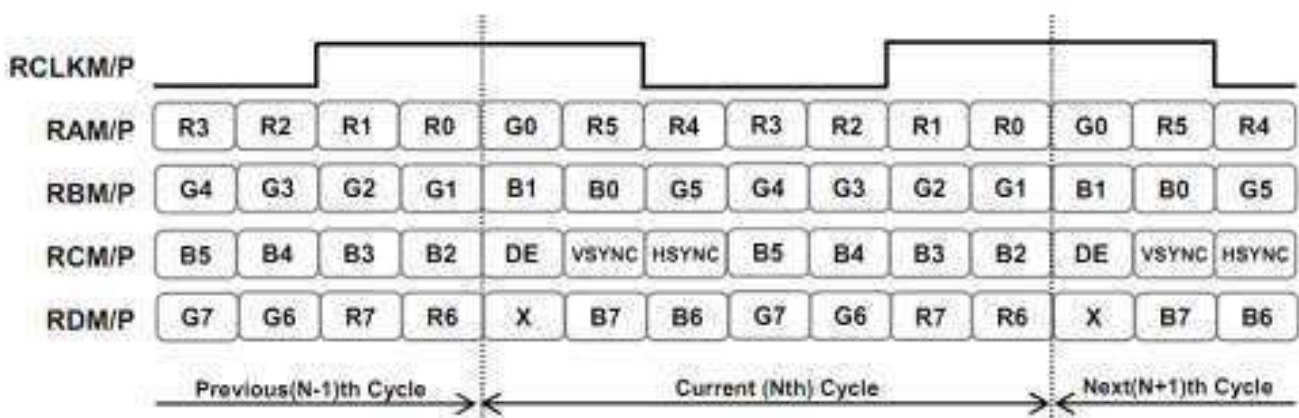 RCLKM/P
RAM/P R3 R2 R1 R0 G0 R5 R4 R3 R2 R1 R0 G0 R5 R4
RBM/P G4 G3 G2 G1 B1 B0 G5 G4 G3 G2 G1 B1 B0 G5
RCM/P B5 B4 B3 B2 DE VSYNC HSYNC B5 B4 B3 B2 DE VSYNC HSYNC
RDM/P G7 G6 R7 R6 X B7 B6 G7 G6 R7 R6 X B7 B6
Previous(N-1)th Cycle Current (Nth) Cycle Next(N+1)th Cycle